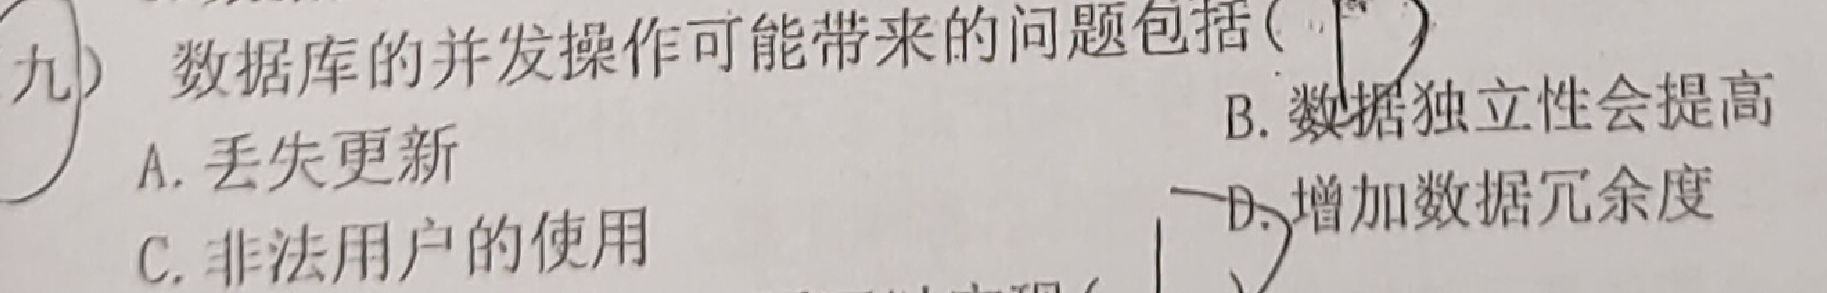 九) 数据库的并发操作可能带来的问题包括( )
A. 丢失更新
B. 数据独立性会提高
C. 非法用户的使用
D. 增加数据冗余度